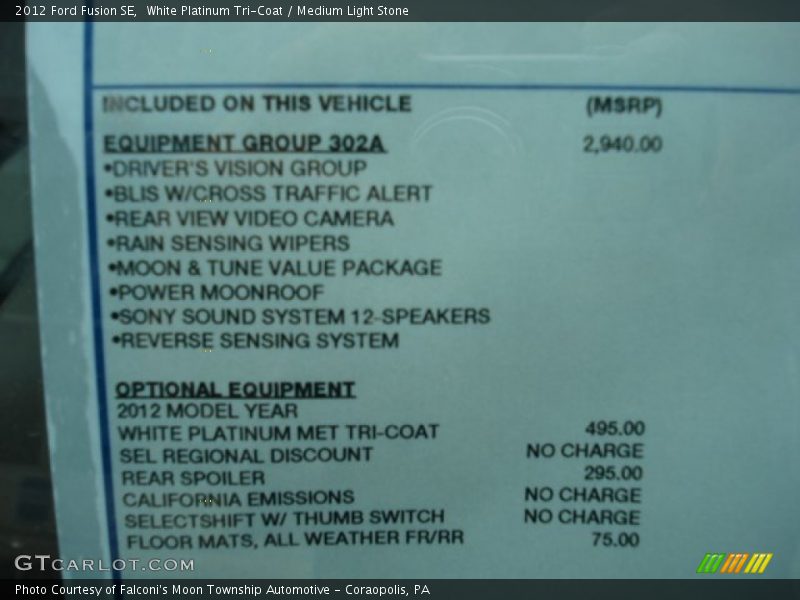 2012 Ford Fusion SE, White Platinum Tri-Coat / Medium Light Stone
INCLUDED ON THIS VEHICLE (MSRP)
EQUIPMENT GROUP 302A 2,940.00
•DRIVER'S VISION GROUP
•BLIS W/CROSS TRAFFIC ALERT
•REAR VIEW VIDEO CAMERA
•RAIN SENSING WIPERS
•MOON & TUNE VALUE PACKAGE
•POWER MOONROOF
•SONY SOUND SYSTEM 12-SPEAKERS
•REVERSE SENSING SYSTEM
OPTIONAL EQUIPMENT
2012 MODEL YEAR
WHITE PLATINUM MET TRI-COAT 495.00
SEL REGIONAL DISCOUNT NO CHARGE
REAR SPOILER 295.00
CALIFORNIA EMISSIONS NO CHARGE
SELECTSHIFT W/ THUMB SWITCH NO CHARGE
FLOOR MATS, ALL WEATHER FR/RR 75.00
GTCARLOT.COM
Photo Courtesy of Falconi's Moon Township Automotive - Coraopolis, PA